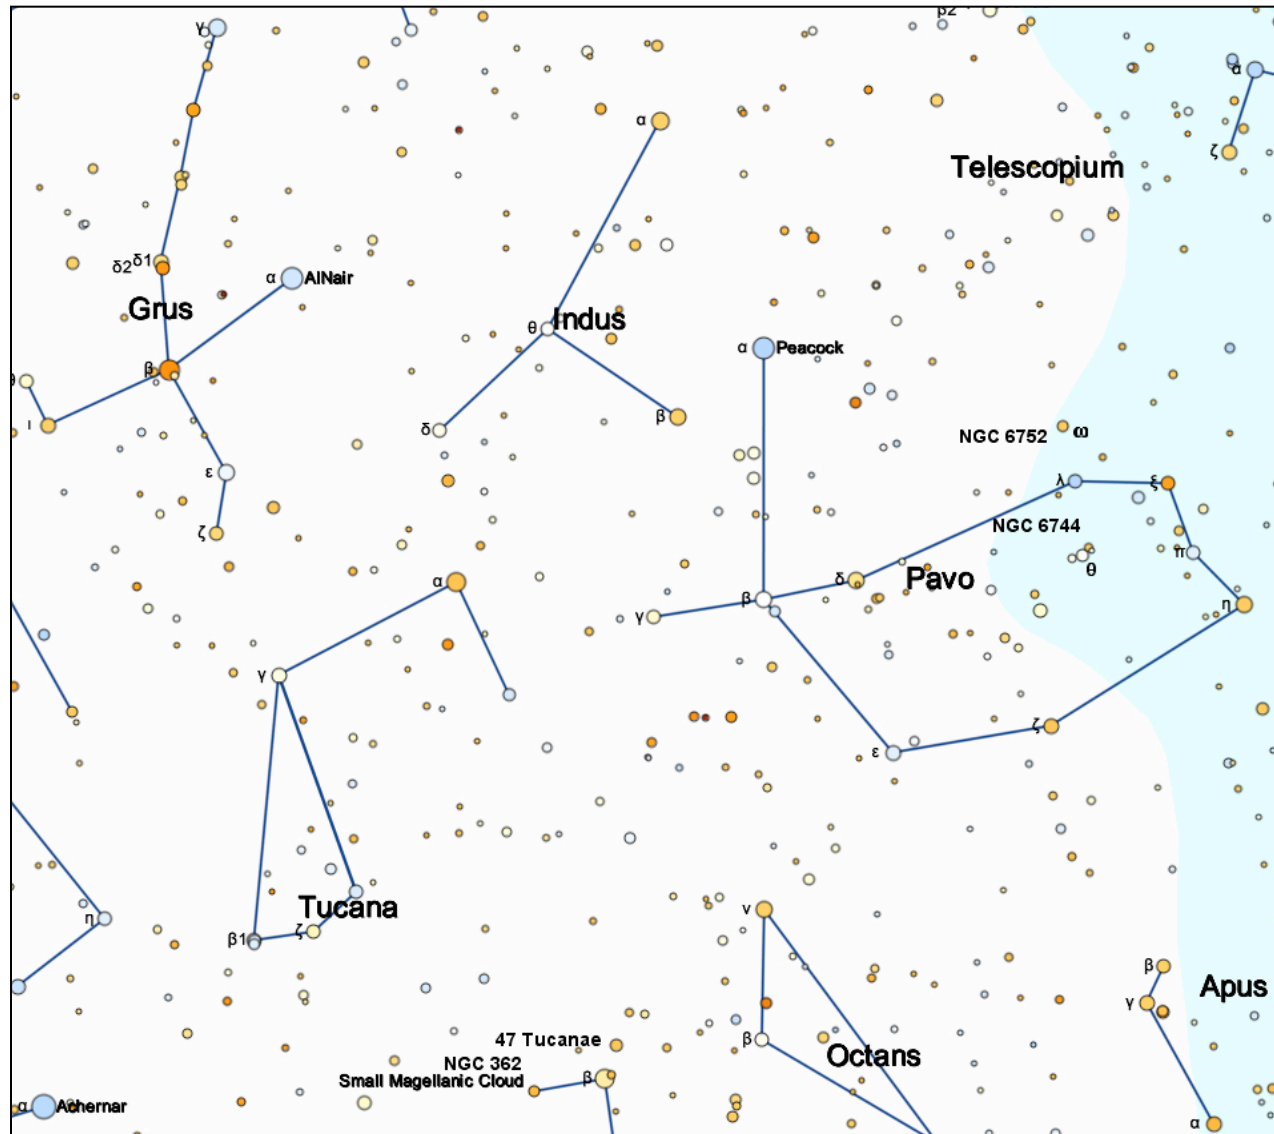 γ
β2
α
α
Telescopium
ζ
δ2 δ1
α AlNair
Grus
θ Indus
α Peacock
β
θ
ι
δ
β
NGC 6752 ω
ε
λ ξ
ζ
NGC 6744
π
α
δ Pavo
θ
γ β
η
γ
ε
ζ
η
Tucana
β1 ζ
ν
β
γ
Apus
47 Tucanae
β
Octans
NGC 362
Small Magellanic Cloud β
α Achernar
α